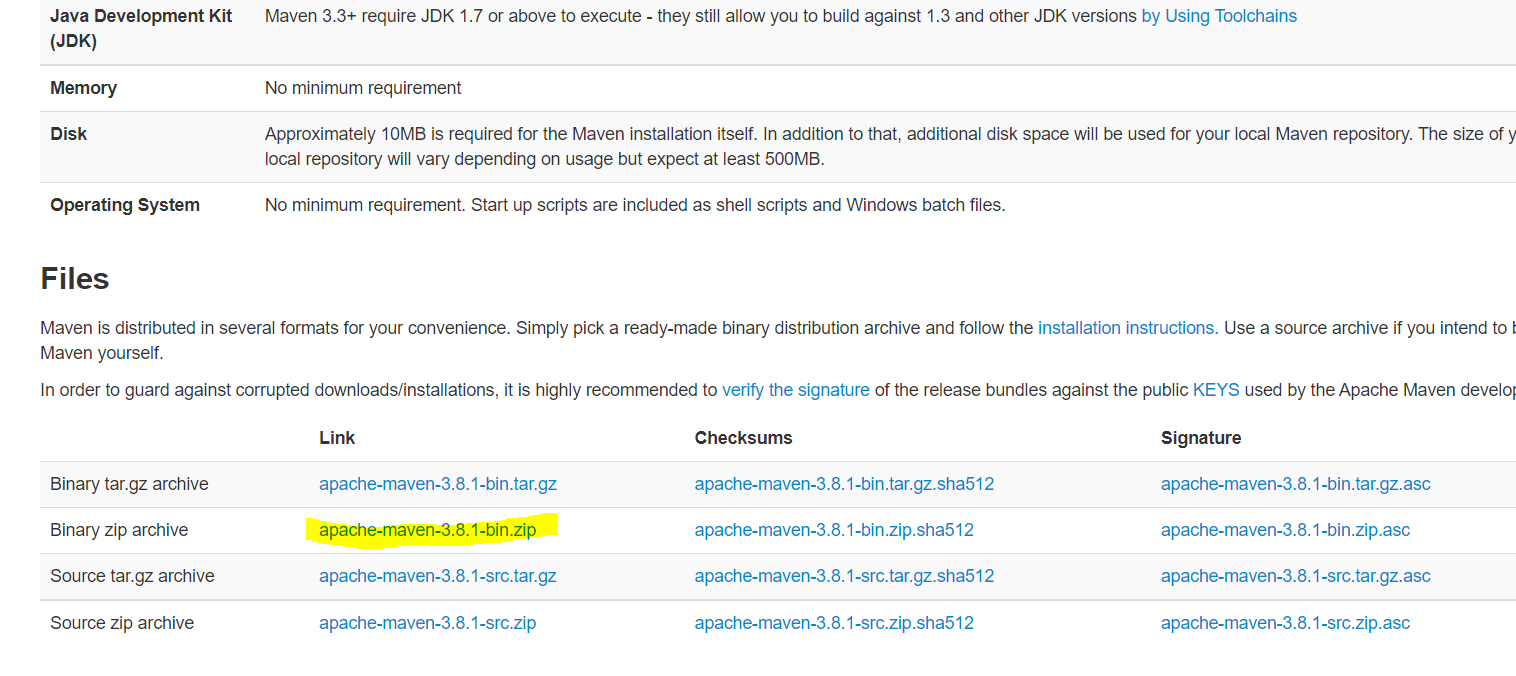 Java Development Kit (JDK)
Maven 3.3+ require JDK 1.7 or above to execute - they still allow you to build against 1.3 and other JDK versions by Using Toolchains
Memory
No minimum requirement
Disk
Approximately 10MB is required for the Maven installation itself. In addition to that, additional disk space will be used for your local Maven repository. The size of
local repository will vary depending on usage but expect at least 500MB.
Operating System
No minimum requirement. Start up scripts are included as shell scripts and Windows batch files.
Files
Maven is distributed in several formats for your convenience. Simply pick a ready-made binary distribution archive and follow the installation instructions. Use a source archive if you intend to
Maven yourself.
In order to guard against corrupted downloads/installations, it is highly recommended to verify the signature of the release bundles against the public KEYS used by the Apache Maven
Link Checksums Signature
Binary tar.gz archive apache-maven-3.8.1-bin.tar.gz apache-maven-3.8.1-bin.tar.gz.sha512 apache-maven-3.8.1-bin.tar.gz.asc
Binary zip archive apache-maven-3.8.1-bin.zip apache-maven-3.8.1-bin.zip.sha512 apache-maven-3.8.1-bin.zip.asc
Source tar.gz archive apache-maven-3.8.1-src.tar.gz apache-maven-3.8.1-src.tar.gz.sha512 apache-maven-3.8.1-src.tar.gz.asc
Source zip archive apache-maven-3.8.1-src.zip apache-maven-3.8.1-src.zip.sha512 apache-maven-3.8.1-src.zip.asc